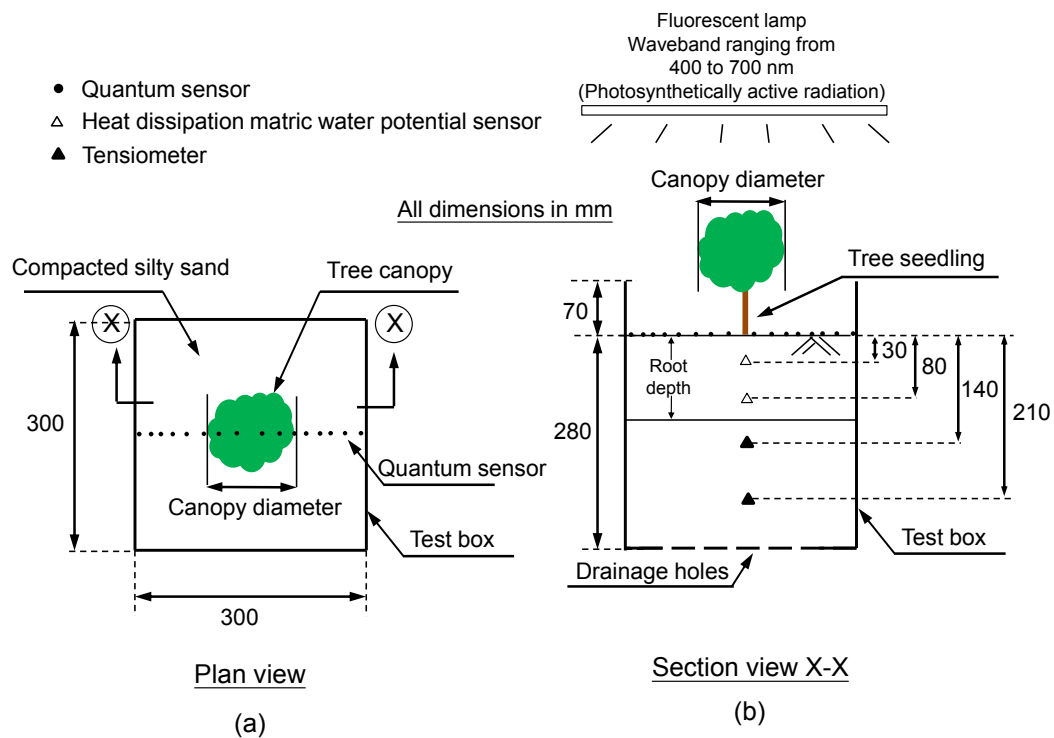 Fluorescent lamp
Waveband ranging from
400 to 700 nm
(Photosynthetically active radiation)
Quantum sensor
Heat dissipation matric water potential sensor
Tensiometer
All dimensions in mm
Canopy diameter
Compacted silty sand
Tree canopy
Tree seedling
X
X
70
Root
depth
30
80
140
210
300
280
Quantum sensor
Canopy diameter
Test box
Test box
Drainage holes
300
Plan view
Section view X-X
(a)
(b)